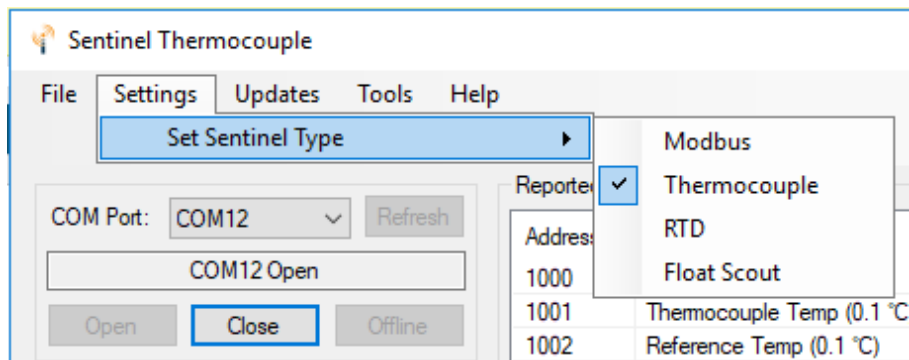 Sentinel Thermocouple
File Settings Updates Tools Help
Set Sentinel Type
Modbus
Thermocouple
RTD
Float Scout
COM Port: COM12 Refresh
COM12 Open
Open Close Offline
1000
1001 Thermocouple Temp (0.1 °C
1002 Reference Temp (0.1 °C)